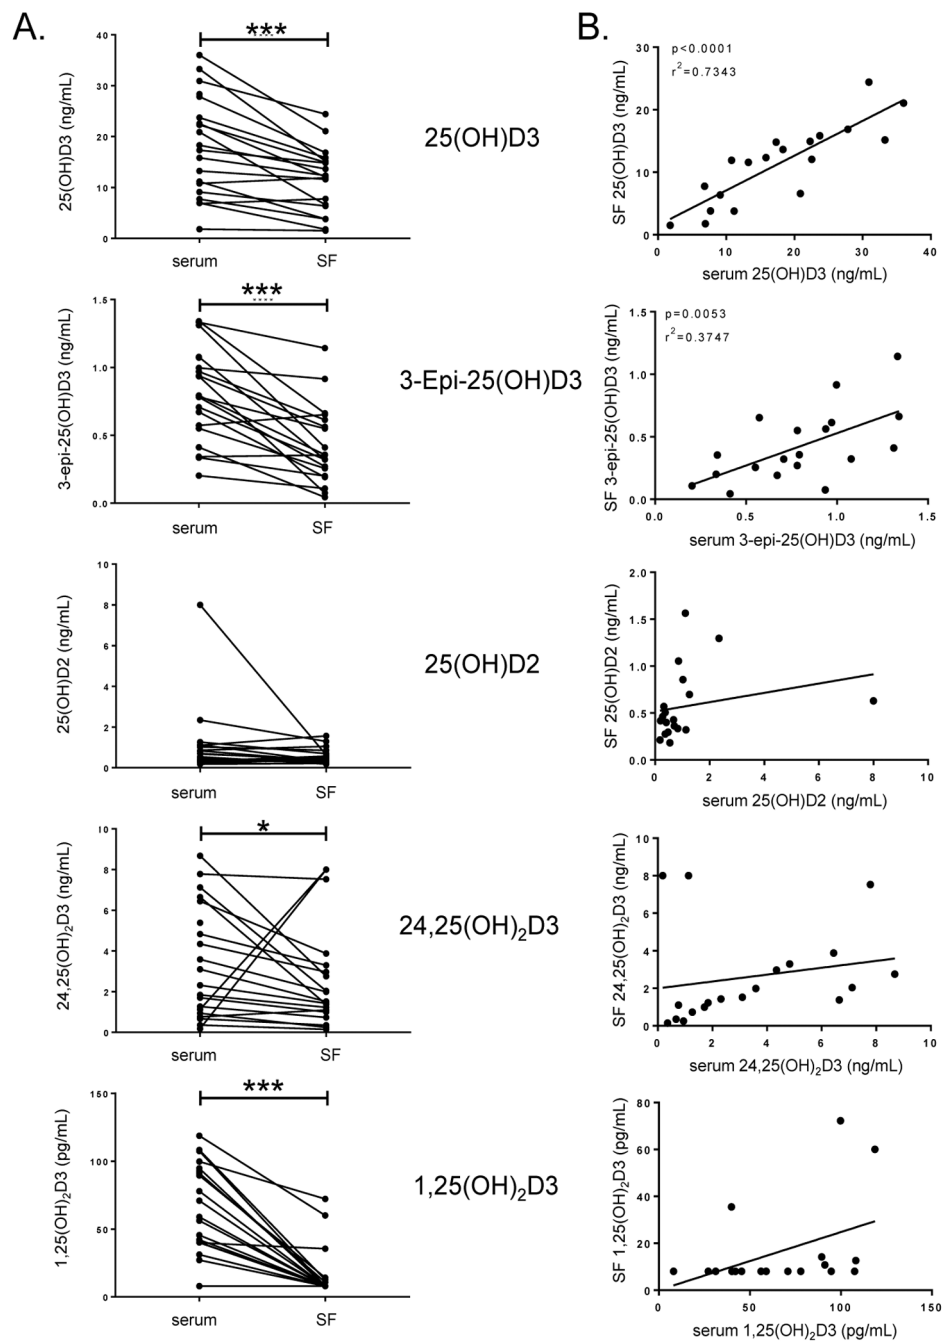 A.
B.
***
40
30
20
10
0
25(OH)D3 (ng/mL)
serum
SF
25(OH)D3
p<0.0001
r²=0.7343
30
20
10
0
SF 25(OH)D3 (ng/mL)
0
10
20
30
40
serum 25(OH)D3 (ng/mL)
***
1.5
1.0
0.5
0.0
3-epi-25(OH)D3 (ng/mL)
serum
SF
3-Epi-25(OH)D3
p=0.0053
r²=0.3747
1.5
1.0
0.5
0.0
SF 3-epi-25(OH)D3 (ng/mL)
0.0
0.5
1.0
1.5
serum 3-epi-25(OH)D3 (ng/mL)
10
8
6
4
2
0
25(OH)D2 (ng/mL)
serum
SF
25(OH)D2
2.0
1.5
1.0
0.5
0.0
SF 25(OH)D2 (ng/mL)
0
2
4
6
8
10
serum 25(OH)D2 (ng/mL)
*
10
8
6
4
2
0
24,25(OH)₂D3 (ng/mL)
serum
SF
24,25(OH)₂D3
10
8
6
4
2
0
SF 24,25(OH)₂D3 (ng/mL)
0
2
4
6
8
10
serum 24,25(OH)₂D3 (ng/mL)
***
150
100
50
0
1,25(OH)₂D3 (pg/mL)
serum
SF
1,25(OH)₂D3
80
60
40
20
0
SF 1,25(OH)₂D3 (pg/mL)
0
50
100
150
serum 1,25(OH)₂D3 (pg/mL)